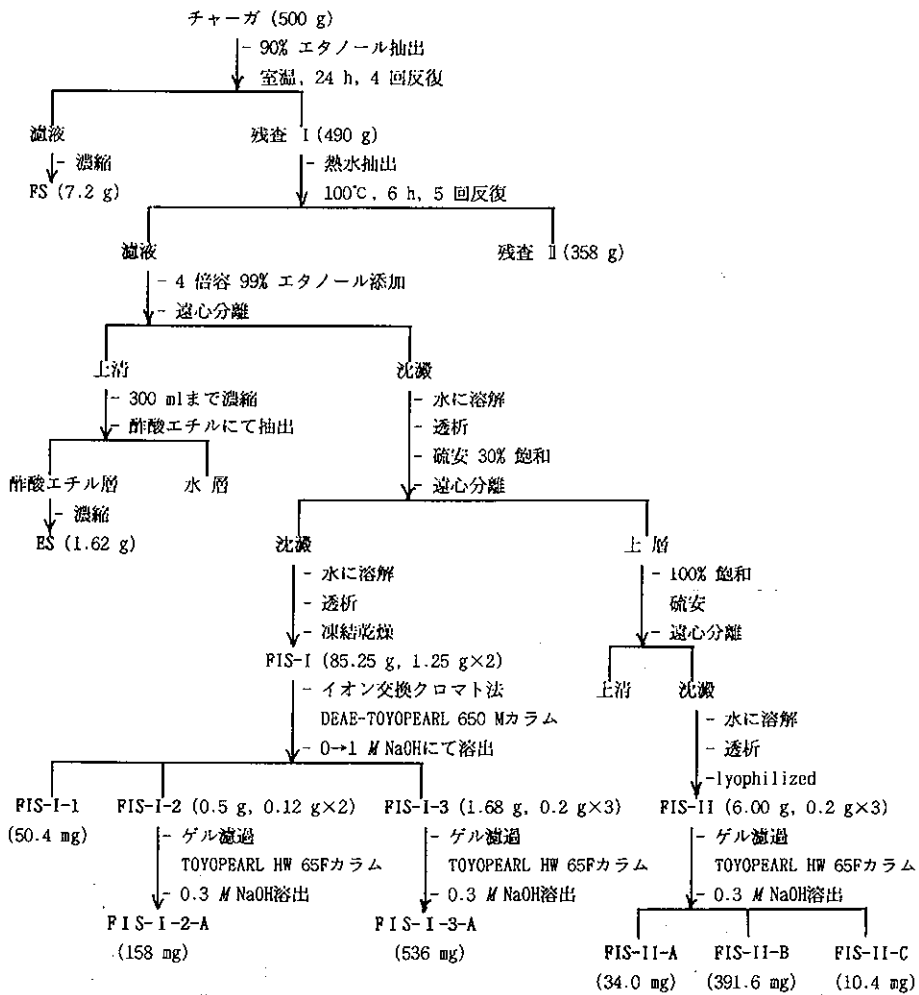 チャーガ (500 g)
- 90% エタノール抽出
室温, 24 h, 4 回反復
濾液
残査 I (490 g)
- 濃縮
- 熱水抽出
FS (7.2 g)
100℃, 6 h, 5 回反復
濾液
残査 II (358 g)
- 4 倍容 99% エタノール添加
- 遠心分離
上清
沈澱
- 300 mlまで濃縮
- 水に溶解
- 酢酸エチルにて抽出
- 透析
- 硫安 30% 飽和
酢酸エチル層
水 層
- 遠心分離
- 濃縮
ES (1.62 g)
沈澱
上 層
- 水に溶解
- 100% 飽和
- 透析
硫安
- 凍結乾燥
- 遠心分離
FIS-I (85.25 g, 1.25 g×2)
- イオン交換クロマト法
上清
沈澱
DEAE-TOYOPEARL 650 Mカラム
- 水に溶解
- 0→1 M NaOHにて溶出
- 透析
-lyophilized
FIS-I-1
FIS-I-2 (0.5 g, 0.12 g×2)
FIS-I-3 (1.68 g, 0.2 g×3)
FIS-II (6.00 g, 0.2 g×3)
(50.4 mg)
- ゲル濾過
- ゲル濾過
- ゲル濾過
TOYOPEARL HW 65Fカラム
TOYOPEARL HW 65Fカラム
TOYOPEARL HW 65Fカラム
- 0.3 M NaOH溶出
- 0.3 M NaOH溶出
- 0.3 M NaOH溶出
FIS-I-2-A
FIS-I-3-A
(158 mg)
(536 mg)
FIS-II-A
FIS-II-B
FIS-II-C
(34.0 mg)
(391.6 mg)
(10.4 mg)